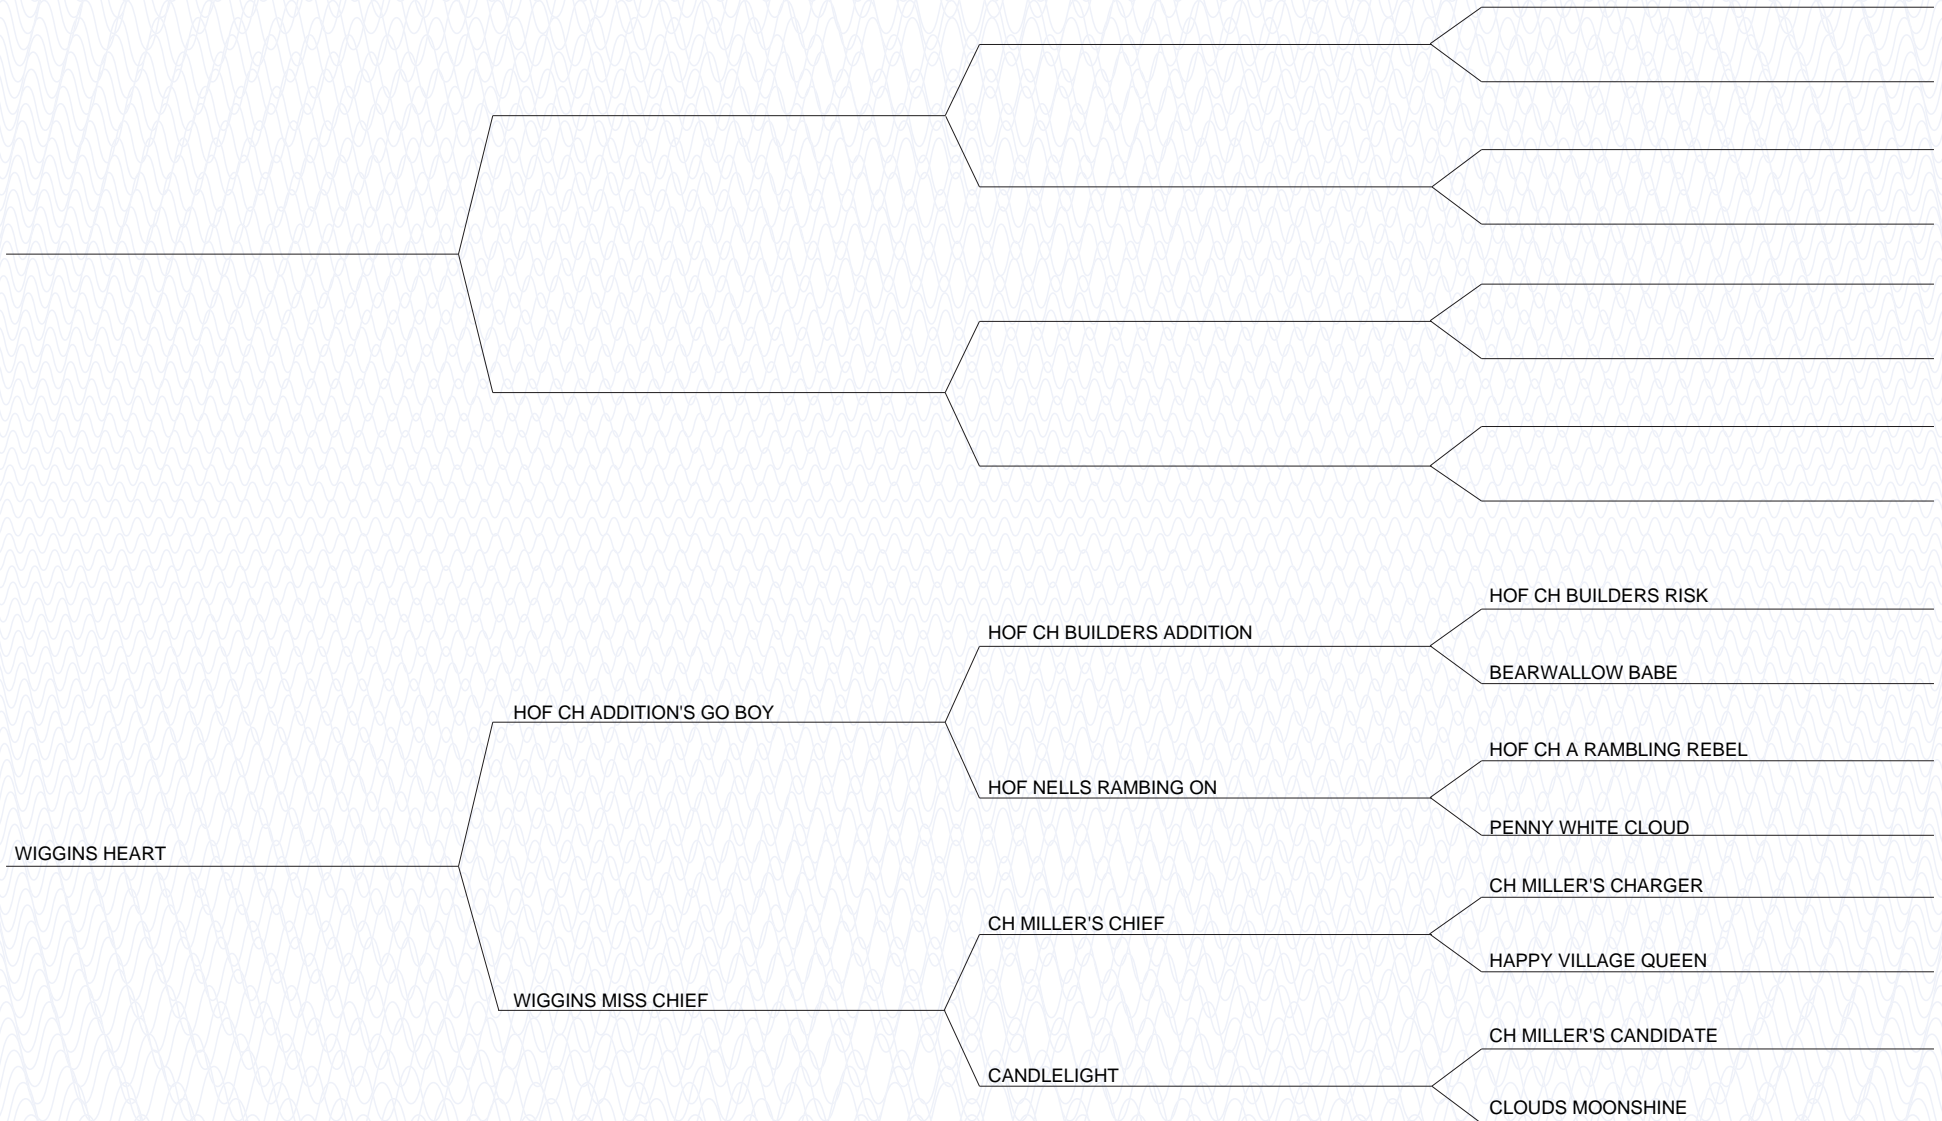 HOF CH BUILDERS RISK
HOF CH BUILDERS ADDITION
BEARWALLOW BABE
HOF CH ADDITION'S GO BOY
HOF CH A RAMBLING REBEL
HOF NELLS RAMBING ON
PENNY WHITE CLOUD
WIGGINS HEART
CH MILLER'S CHARGER
CH MILLER'S CHIEF
HAPPY VILLAGE QUEEN
WIGGINS MISS CHIEF
CH MILLER'S CANDIDATE
CANDLELIGHT
CLOUDS MOONSHINE